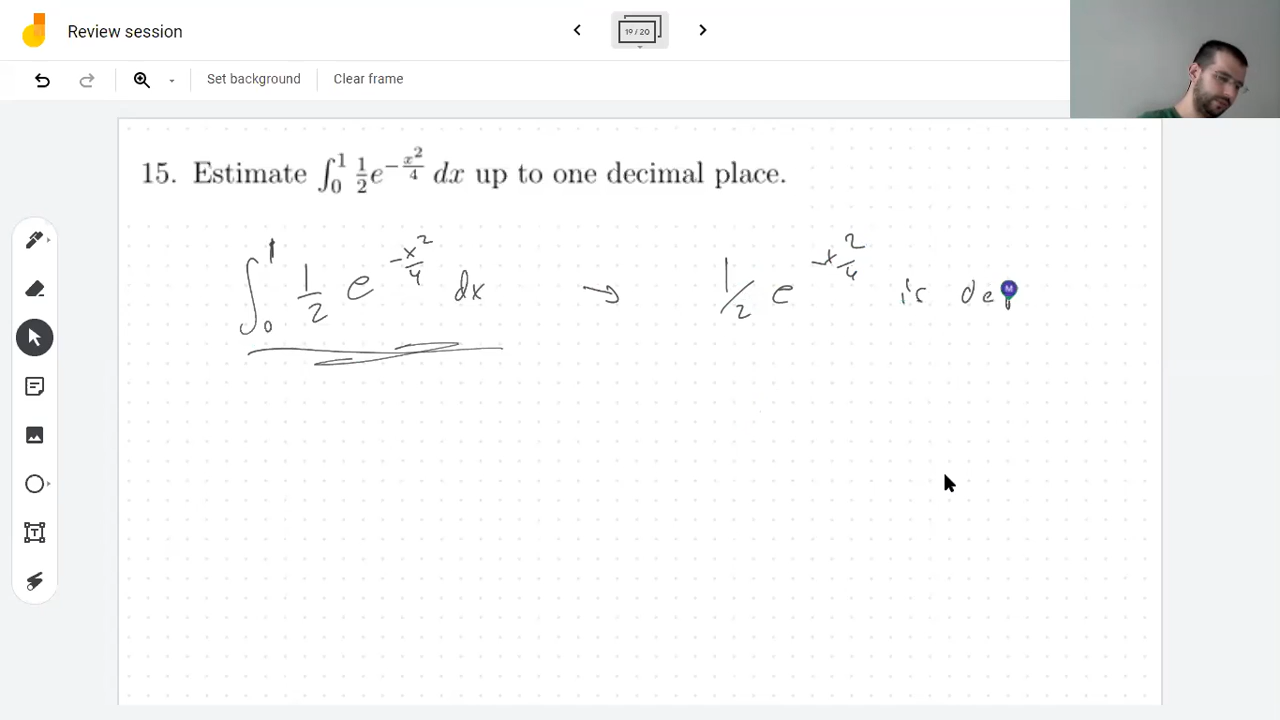 Review session
19 / 20
Set background
Clear frame
15. Estimate ∫₀¹ ½e^{-x²/4} dx up to one decimal place.
∫₀¹ 1/2 e^{-x²/4} dx → 1/2 e^{-x²/4} is de
M
T